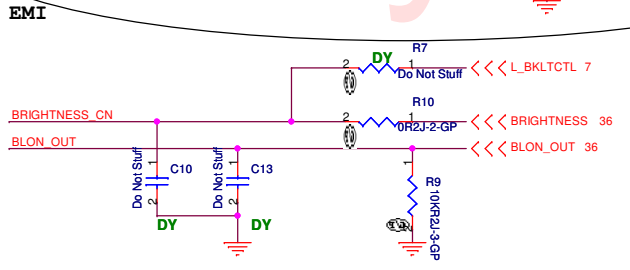 EMI
R7
2 DY 1
Do Not Stuff
L_BKLTCTL 7
R10
BRIGHTNESS_CN
2 1
0R2J-2-GP
BRIGHTNESS 36
BLON_OUT
BLON_OUT 36
1 Do Not Stuff 2
C10
1 Do Not Stuff 2
C13
1
R9
10KR2J-3-GP
DY
DY